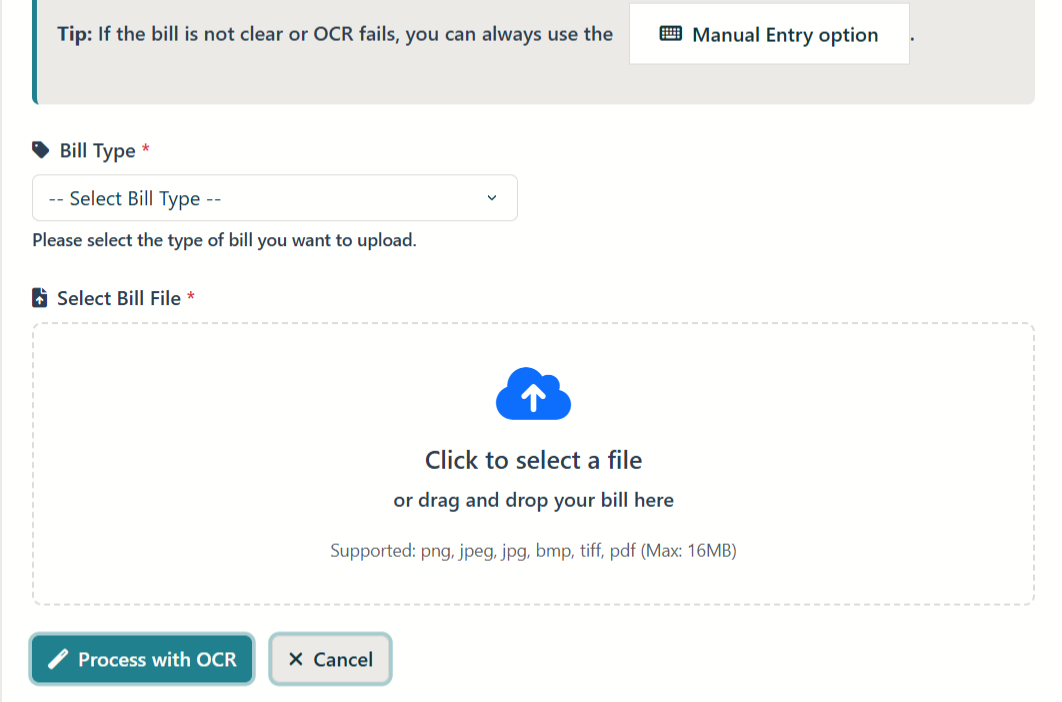 Tip: If the bill is not clear or OCR fails, you can always use the Manual Entry option .
Bill Type *
-- Select Bill Type --
Please select the type of bill you want to upload.
Select Bill File *
Click to select a file
or drag and drop your bill here
Supported: png, jpeg, jpg, bmp, tiff, pdf (Max: 16MB)
Process with OCR Cancel